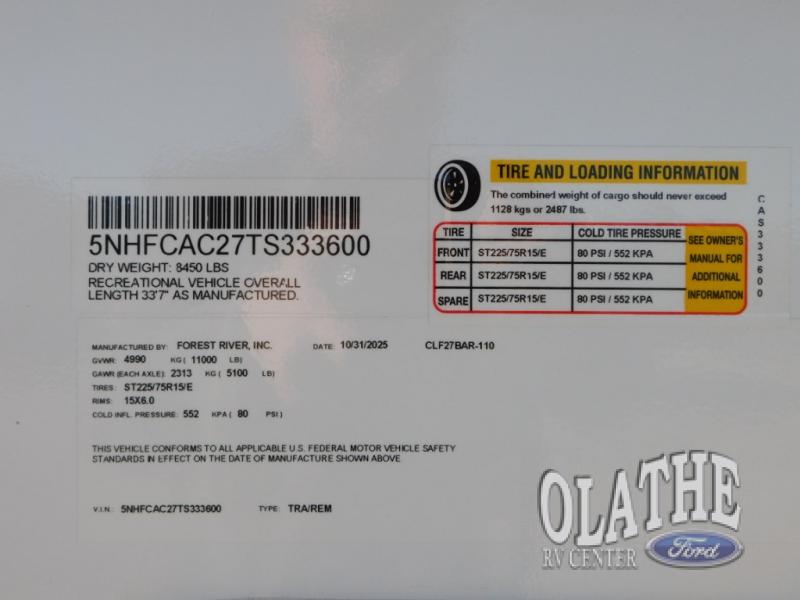 TIRE AND LOADING INFORMATION
The combined weight of cargo should never exceed
1128 kgs or 2487 lbs.
TIRE SIZE COLD TIRE PRESSURE
FRONT ST225/75R15/E 80 PSI / 552 KPA
REAR ST225/75R15/E 80 PSI / 552 KPA
SPARE ST225/75R15/E 80 PSI / 552 KPA
SEE OWNER'S
MANUAL FOR
ADDITIONAL
INFORMATION
CAS333600
5NHFCAC27TS333600
DRY WEIGHT: 8450 LBS
RECREATIONAL VEHICLE OVERALL
LENGTH 33'7" AS MANUFACTURED.
MANUFACTURED BY: FOREST RIVER, INC. DATE: 10/31/2025 CLF27BAR-110
GVWR: 4990 KG ( 11000 LB)
GAWR (EACH AXLE): 2313 KG ( 5100 LB)
TIRES: ST225/75R15/E
RIMS: 15X6.0
COLD INFL. PRESSURE: 552 KPA ( 80 PSI )
THIS VEHICLE CONFORMS TO ALL APPLICABLE U.S. FEDERAL MOTOR VEHICLE SAFETY
STANDARDS IN EFFECT ON THE DATE OF MANUFACTURE SHOWN ABOVE
V.I.N.: 5NHFCAC27TS333600 TYPE: TRA/REM
OLATHE
RV CENTER
Ford